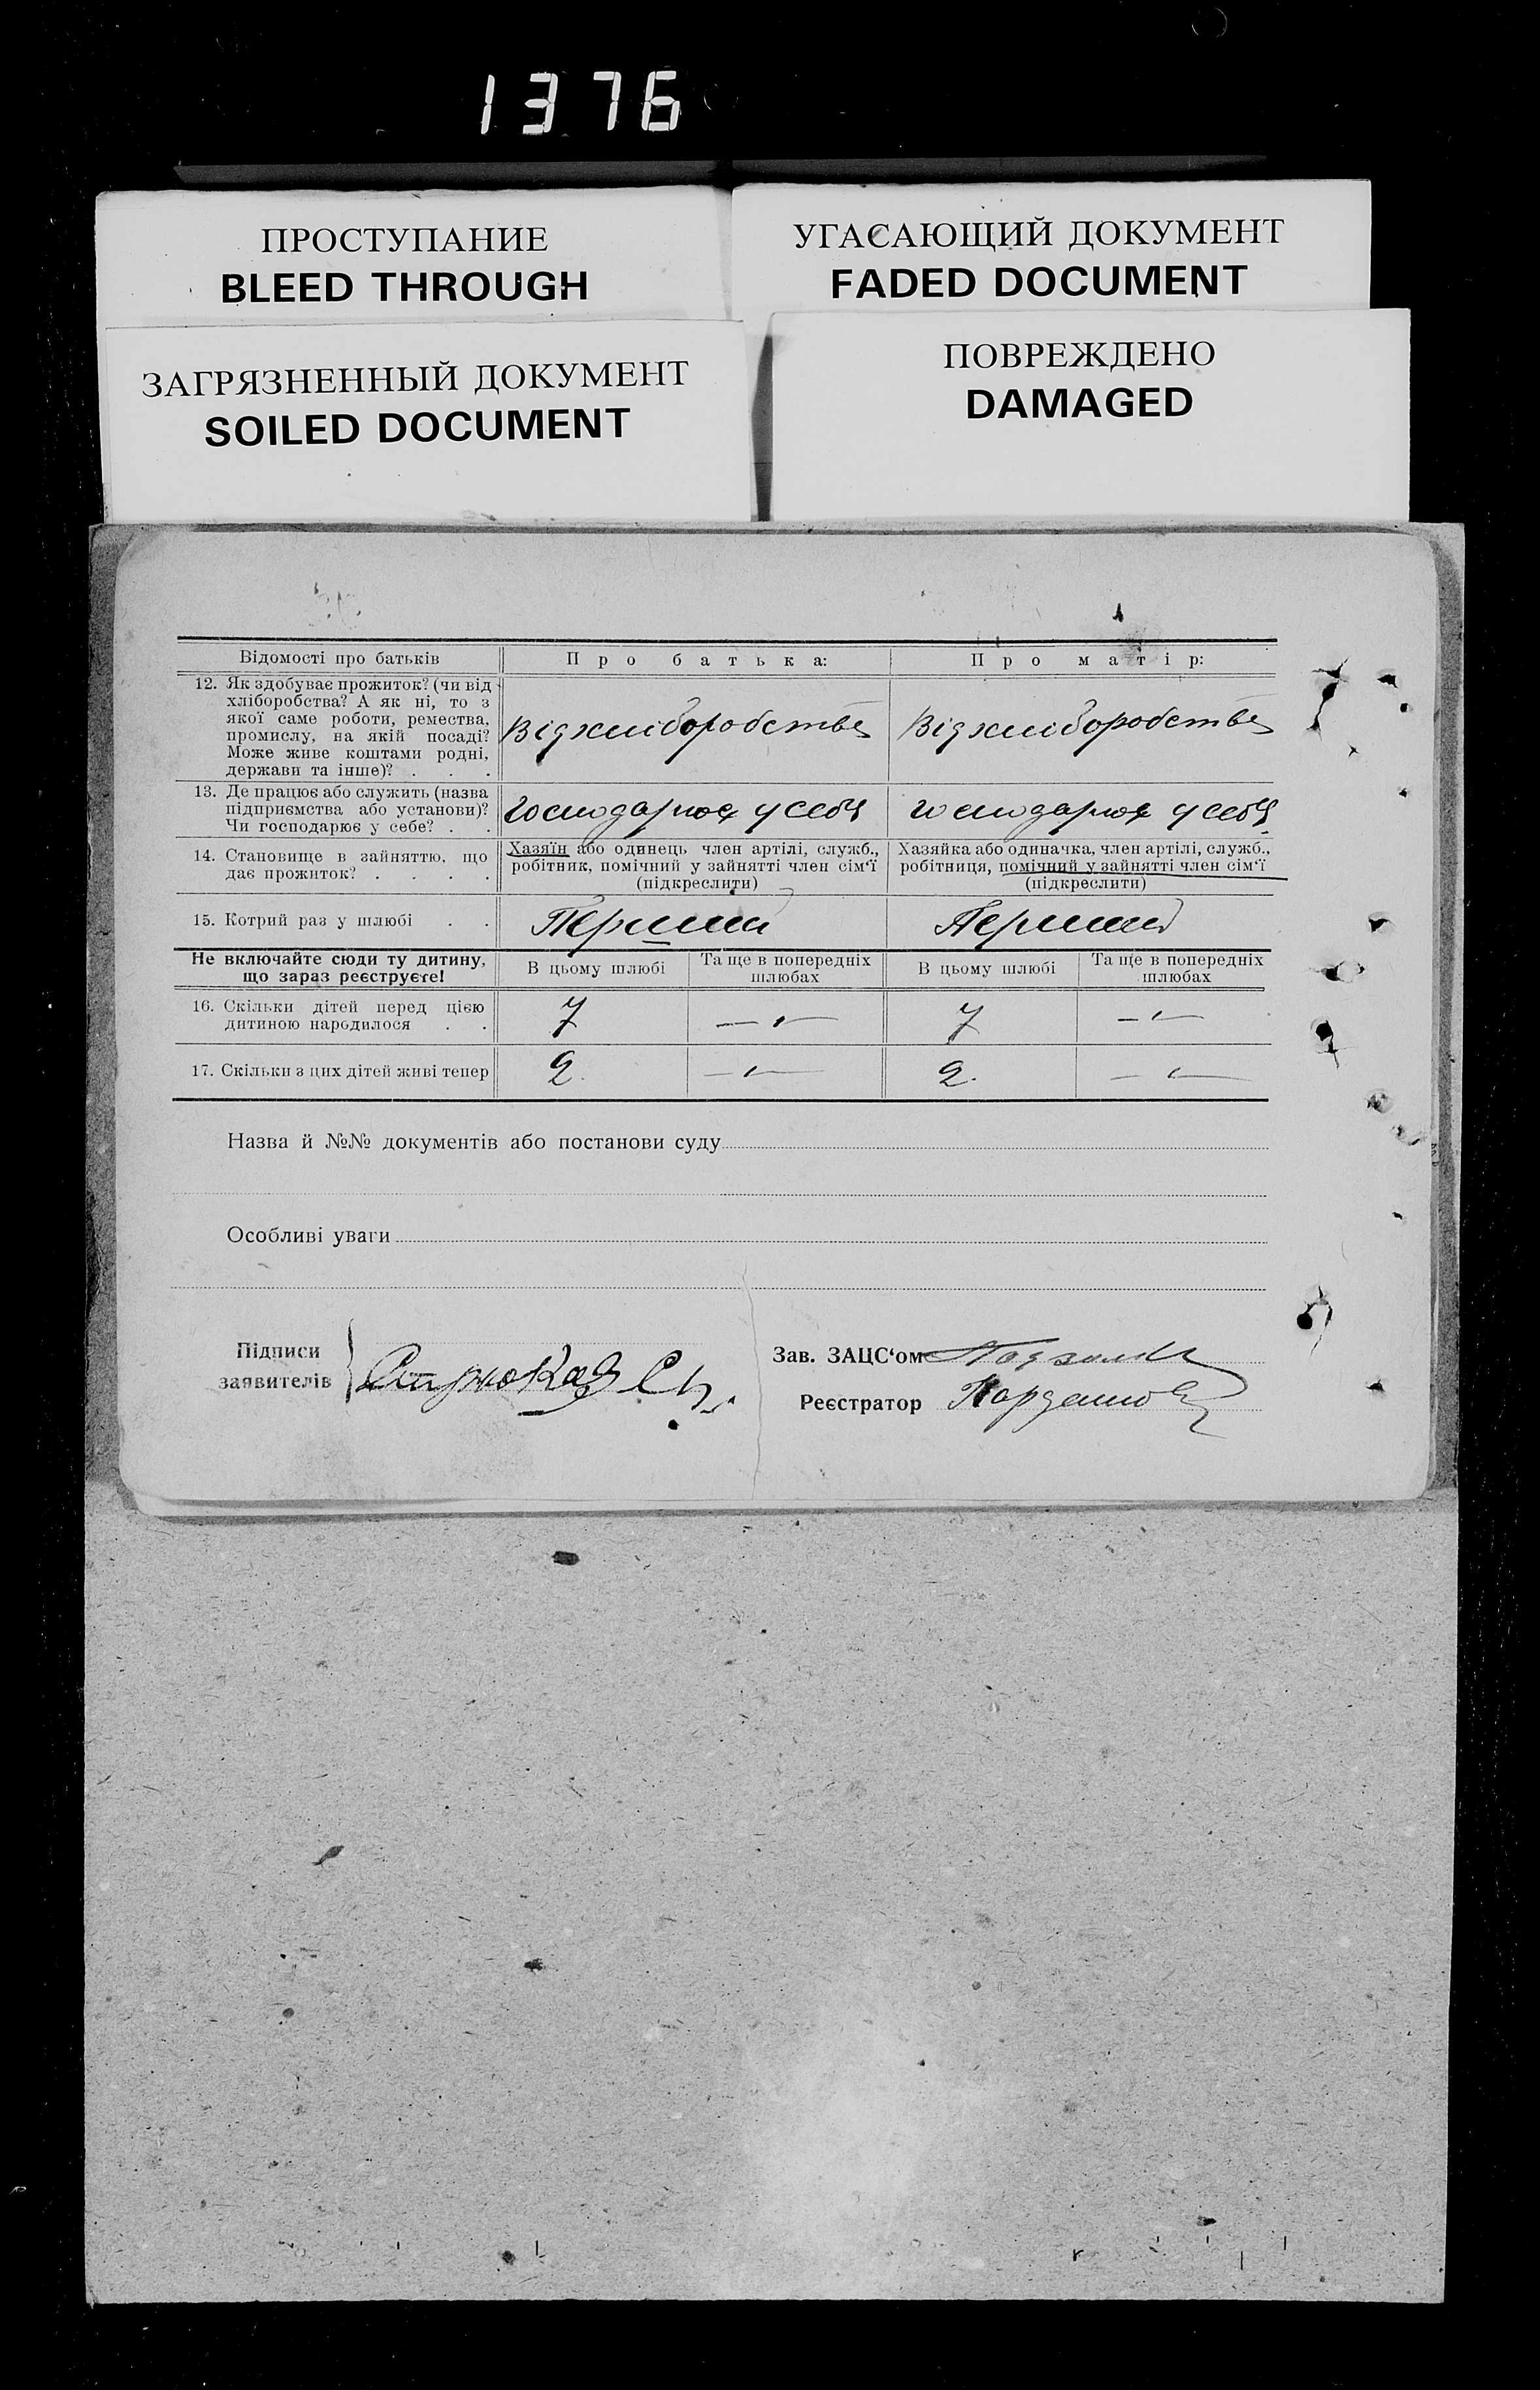 1376
ПРОСТУПАНИЕ
BLEED THROUGH
УГАСАЮЩИЙ ДОКУМЕНТ
FADED DOCUMENT
ЗАГРЯЗНЕННЫЙ ДОКУМЕНТ
SOILED DOCUMENT
ПОВРЕЖДЕНО
DAMAGED
Відомості про батьків
Про батька:
Про матір:
12. Як здобуває прожиток? (чи від
хліборобства? А як ні, то з
якої саме роботи, ремества,
промислу, на якій посаді?
Може живе коштами родні,
держави та інше)? . . .
Від хліборобства
Від хліборобства
13. Де працює або служить (назва
підприємства або установи)?
Чи господарює у себе? . .
Господарює у себе
господарює у себе
14. Становище в зайняттю, що
дає прожиток? . . . .
Хазяїн або одинець член артілі, служб.,
робітник, помічний у зайнятті член сім‘ї
(підкреслити)
Хазяйка або одиначка, член артілі, служб.,
робітниця, помічний у зайнятті член сім‘ї
(підкреслити)
15. Котрий раз у шлюбі . .
Перший
Перший
Не включайте сюди ту дитину,
що зараз реєструєте!
В цьому шлюбі
Та ще в попередніх
шлюбах
В цьому шлюбі
Та ще в попередніх
шлюбах
16. Скільки дітей перед цією
дитиною народилося . .
7
7
17. Скільки з цих дітей живі тепер
2
2.
Назва й №№ документів або постанови суду
Особливі уваги
Підписи
заявителів
Зав. ЗАЦС‘ом
Реєстратор